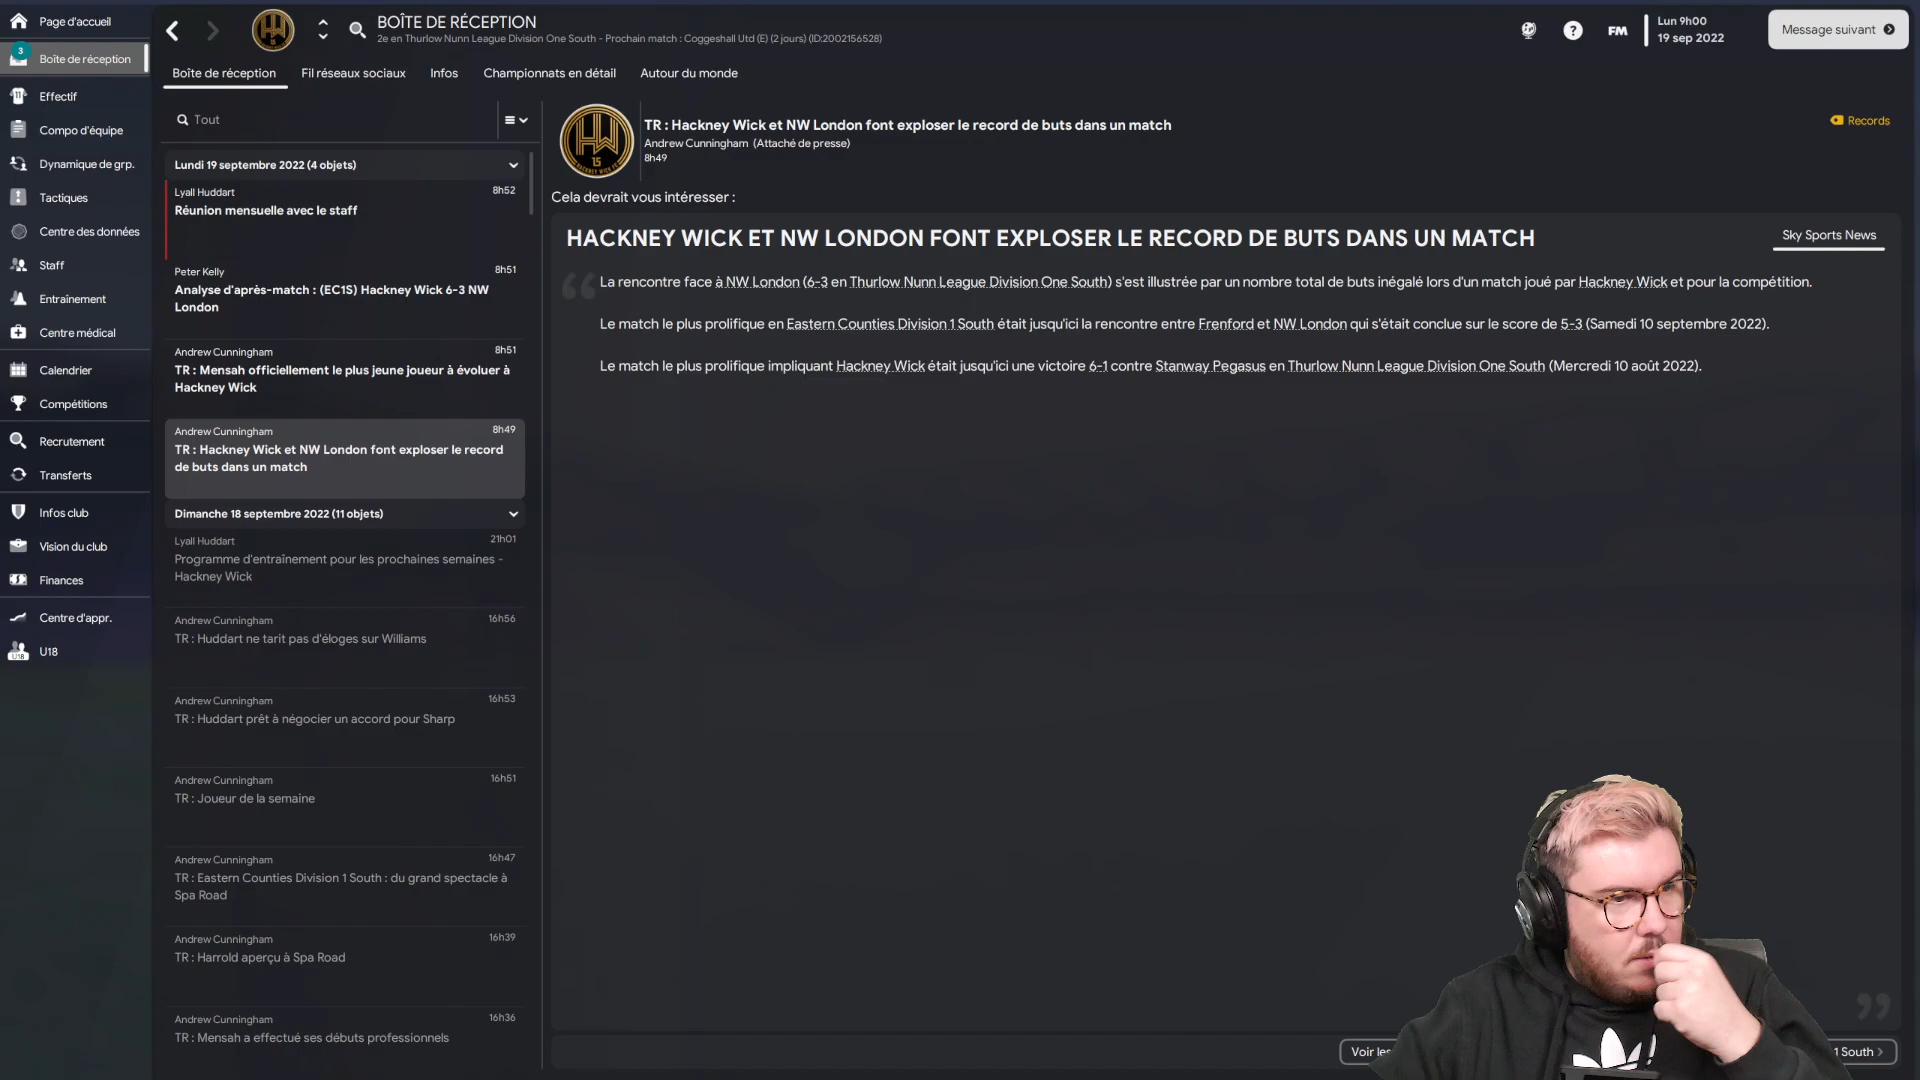 Page d'accueil
3
Boîte de réception
Effectif
Compo d'équipe
Dynamique de grp.
Tactiques
Centre des données
Staff
Entraînement
Centre médical
Calendrier
Compétitions
Recrutement
Transferts
Infos club
Vision du club
Finances
Centre d'appr.
U18
U18
BOÎTE DE RÉCEPTION
2e en Thurlow Nunn League Division One South - Prochain match : Coggeshall Utd (E) (2 jours) (ID:2002156528)
FM
Lun 9h00
19 sep 2022
Message suivant
Boîte de réception
Fil réseaux sociaux
Infos
Championnats en détail
Autour du monde
Tout
Lundi 19 septembre 2022 (4 objets)
Lyall Huddart 8h52
Réunion mensuelle avec le staff
Peter Kelly 8h51
Analyse d'après-match : (EC1S) Hackney Wick 6-3 NW
London
Andrew Cunningham 8h51
TR : Mensah officiellement le plus jeune joueur à évoluer à
Hackney Wick
Andrew Cunningham 8h49
TR : Hackney Wick et NW London font exploser le record
de buts dans un match
Dimanche 18 septembre 2022 (11 objets)
Lyall Huddart 21h01
Programme d'entraînement pour les prochaines semaines -
Hackney Wick
Andrew Cunningham 16h56
TR : Huddart ne tarit pas d'éloges sur Williams
Andrew Cunningham 16h53
TR : Huddart prêt à négocier un accord pour Sharp
Andrew Cunningham 16h51
TR : Joueur de la semaine
Andrew Cunningham 16h47
TR : Eastern Counties Division 1 South : du grand spectacle à
Spa Road
Andrew Cunningham 16h39
TR : Harrold aperçu à Spa Road
Andrew Cunningham 16h36
TR : Mensah a effectué ses débuts professionnels
HW
15
HACKNEY WICK FC
TR : Hackney Wick et NW London font exploser le record de buts dans un match
Andrew Cunningham (Attaché de presse)
8h49
Records
Cela devrait vous intéresser :
HACKNEY WICK ET NW LONDON FONT EXPLOSER LE RECORD DE BUTS DANS UN MATCH
Sky Sports News
La rencontre face à NW London (6-3 en Thurlow Nunn League Division One South) s'est illustrée par un nombre total de buts inégalé lors d'un match joué par Hackney Wick et pour la compétition.
Le match le plus prolifique en Eastern Counties Division 1 South était jusqu'ici la rencontre entre Frenford et NW London qui s'était conclue sur le score de 5-3 (Samedi 10 septembre 2022).
Le match le plus prolifique impliquant Hackney Wick était jusqu'ici une victoire 6-1 contre Stanway Pegasus en Thurlow Nunn League Division One South (Mercredi 10 août 2022).
Voir les
1 South